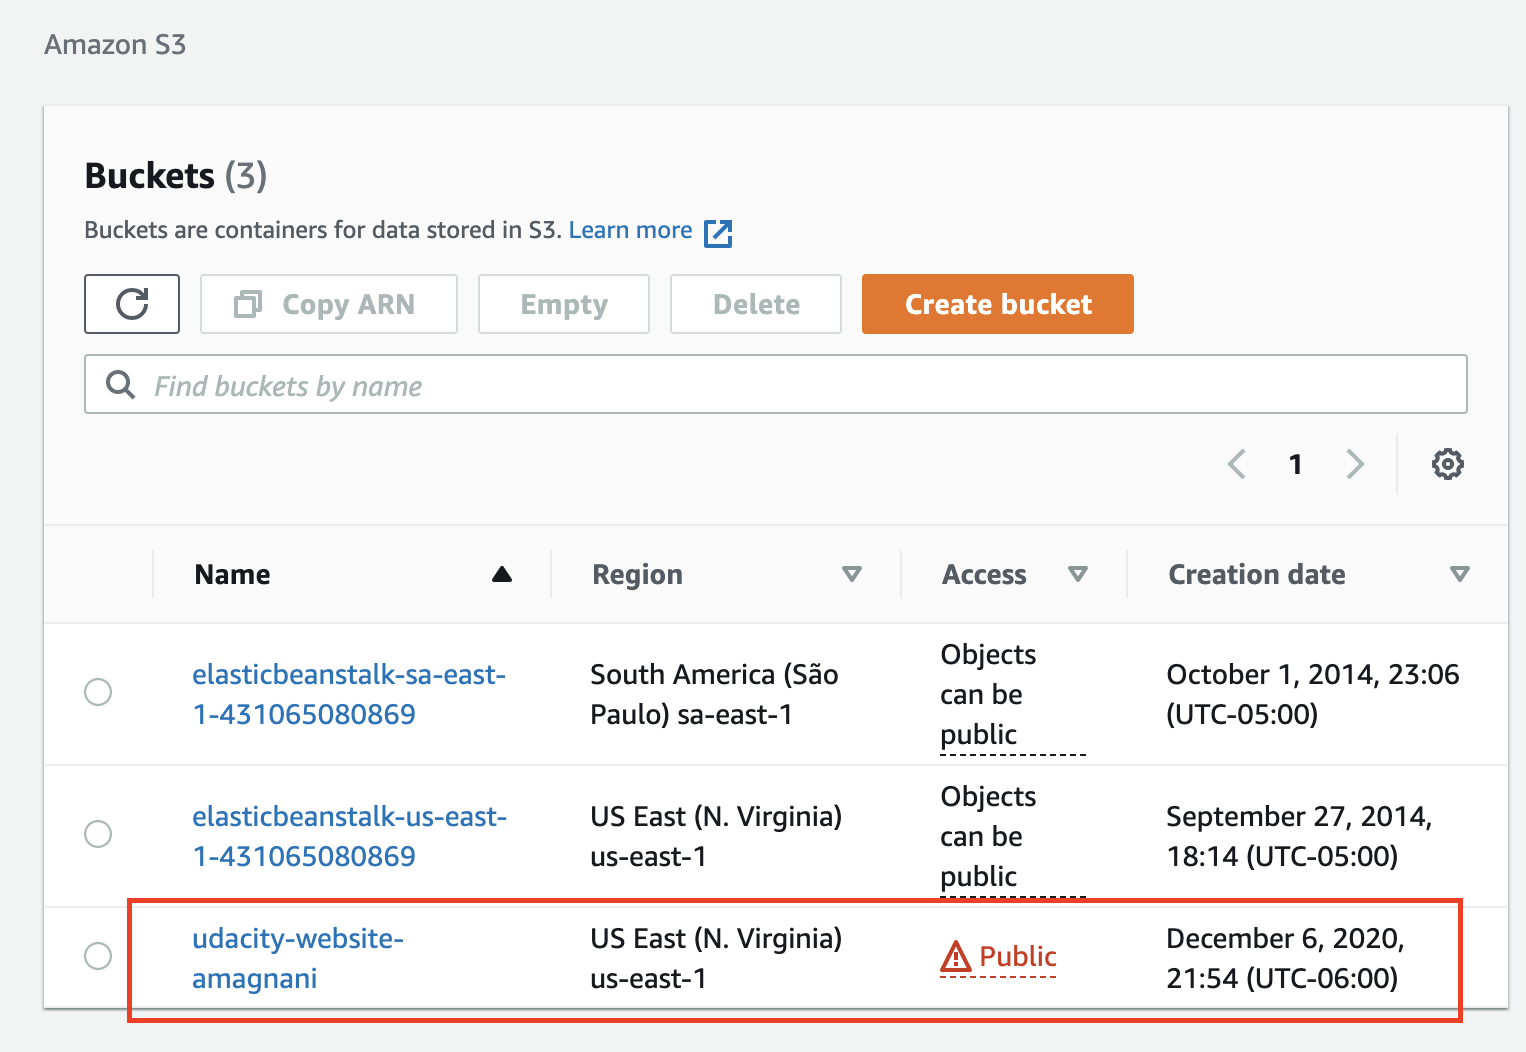 Amazon S3
Buckets (3)
Buckets are containers for data stored in S3. Learn more
Copy ARN
Empty
Delete
Create bucket
Find buckets by name
1
Name
Region
Access
Creation date
elasticbeanstalk-sa-east-
1-431065080869
South America (São
Paulo) sa-east-1
Objects
can be
public
October 1, 2014, 23:06
(UTC-05:00)
elasticbeanstalk-us-east-
1-431065080869
US East (N. Virginia)
us-east-1
Objects
can be
public
September 27, 2014,
18:14 (UTC-05:00)
udacity-website-
amagnani
US East (N. Virginia)
us-east-1
Public
December 6, 2020,
21:54 (UTC-06:00)